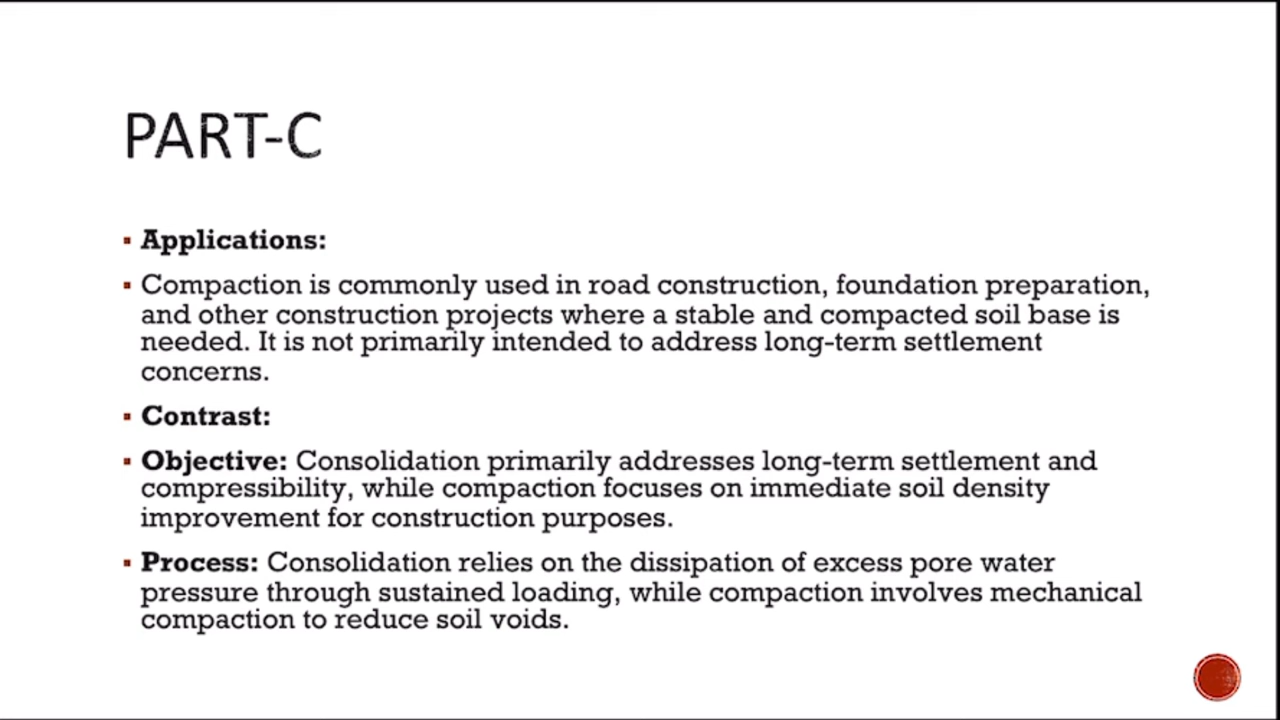 PART-C
Applications:
Compaction is commonly used in road construction, foundation preparation,
and other construction projects where a stable and compacted soil base is
needed. It is not primarily intended to address long-term settlement
concerns.
Contrast:
Objective: Consolidation primarily addresses long-term settlement and
compressibility, while compaction focuses on immediate soil density
improvement for construction purposes.
Process: Consolidation relies on the dissipation of excess pore water
pressure through sustained loading, while compaction involves mechanical
compaction to reduce soil voids.